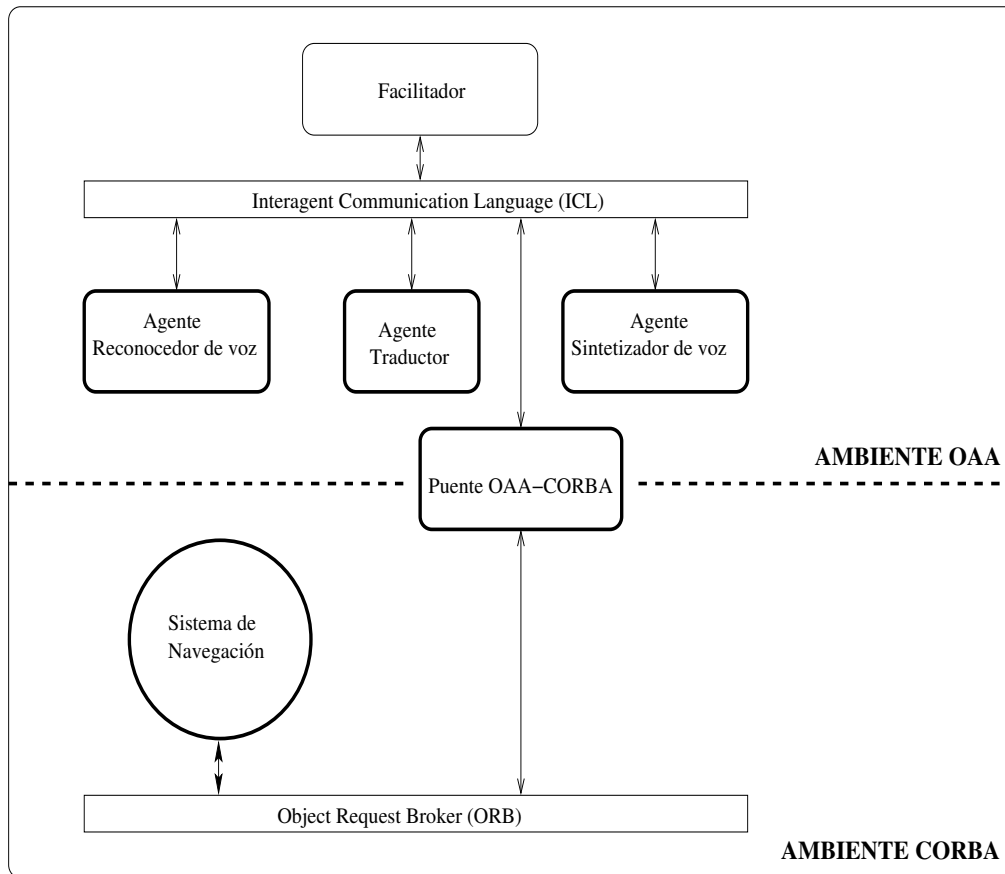 Facilitador
Interagent Communication Language (ICL)
Agente
Reconocedor de voz
Agente
Traductor
Agente
Sintetizador de voz
AMBIENTE OAA
Puente OAA−CORBA
Sistema de
Navegación
Object Request Broker (ORB)
AMBIENTE CORBA